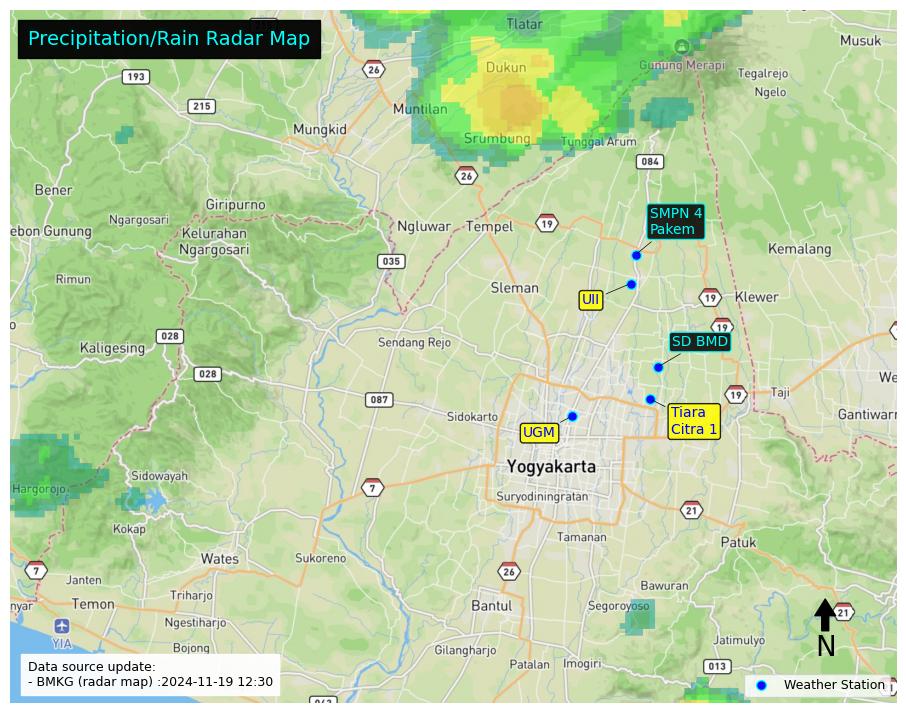 Precipitation/Rain Radar Map
Tlatar
Musuk
26
193
Dukun
Gunung Merapi
Tegalrejo
Ngelo
215
Muntilan
Mungkid
Srumbung
Tunggal Arum
084
26
Bener
Giripurno
Ngargosari
SMPN 4
Pakem
ebon Gunung
Kelurahan
Ngargosari
Ngluwar
Tempel
19
Kemalang
035
Rimun
Sleman
UII
19
Klewer
19
028
Kaligesing
Sendang Rejo
SD BMD
028
We
087
19
Taji
Sidokarto
Tiara
Citra 1
Gantiwarn
UGM
Yogyakarta
Sidowayah
Hargorojo
7
Suryodiningratan
21
Kokap
Tamanan
Patuk
Wates
Sukoreno
7
26
Janten
Bawuran
Triharjo
nyar
Temon
Bantul
Segoroyoso
21
Ngestiharjo
YIA
N
Bojong
Gilangharjo
Jatimulyo
Patalan
Imogiri
013
Data source update:
- BMKG (radar map) :2024-11-19 12:30
Weather Station